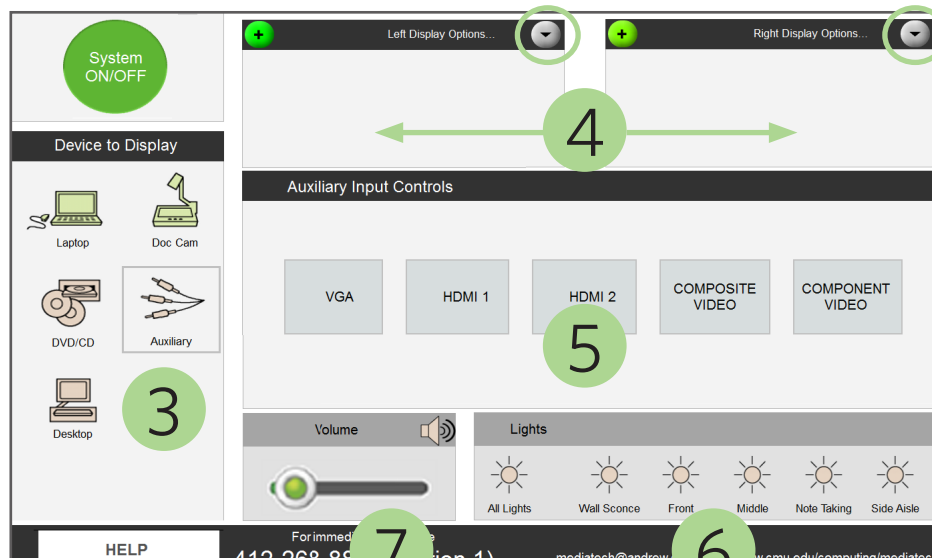 System
ON/OFF
Left Display Options...
Right Display Options...
4
Device to Display
Laptop
Doc Cam
DVD/CD
Auxiliary
Desktop
3
Auxiliary Input Controls
VGA
HDMI 1
HDMI 2
COMPOSITE
VIDEO
COMPONENT
VIDEO
5
Volume
Lights
All Lights
Wall Sconce
Front
Middle
Note Taking
Side Aisle
HELP
7
6